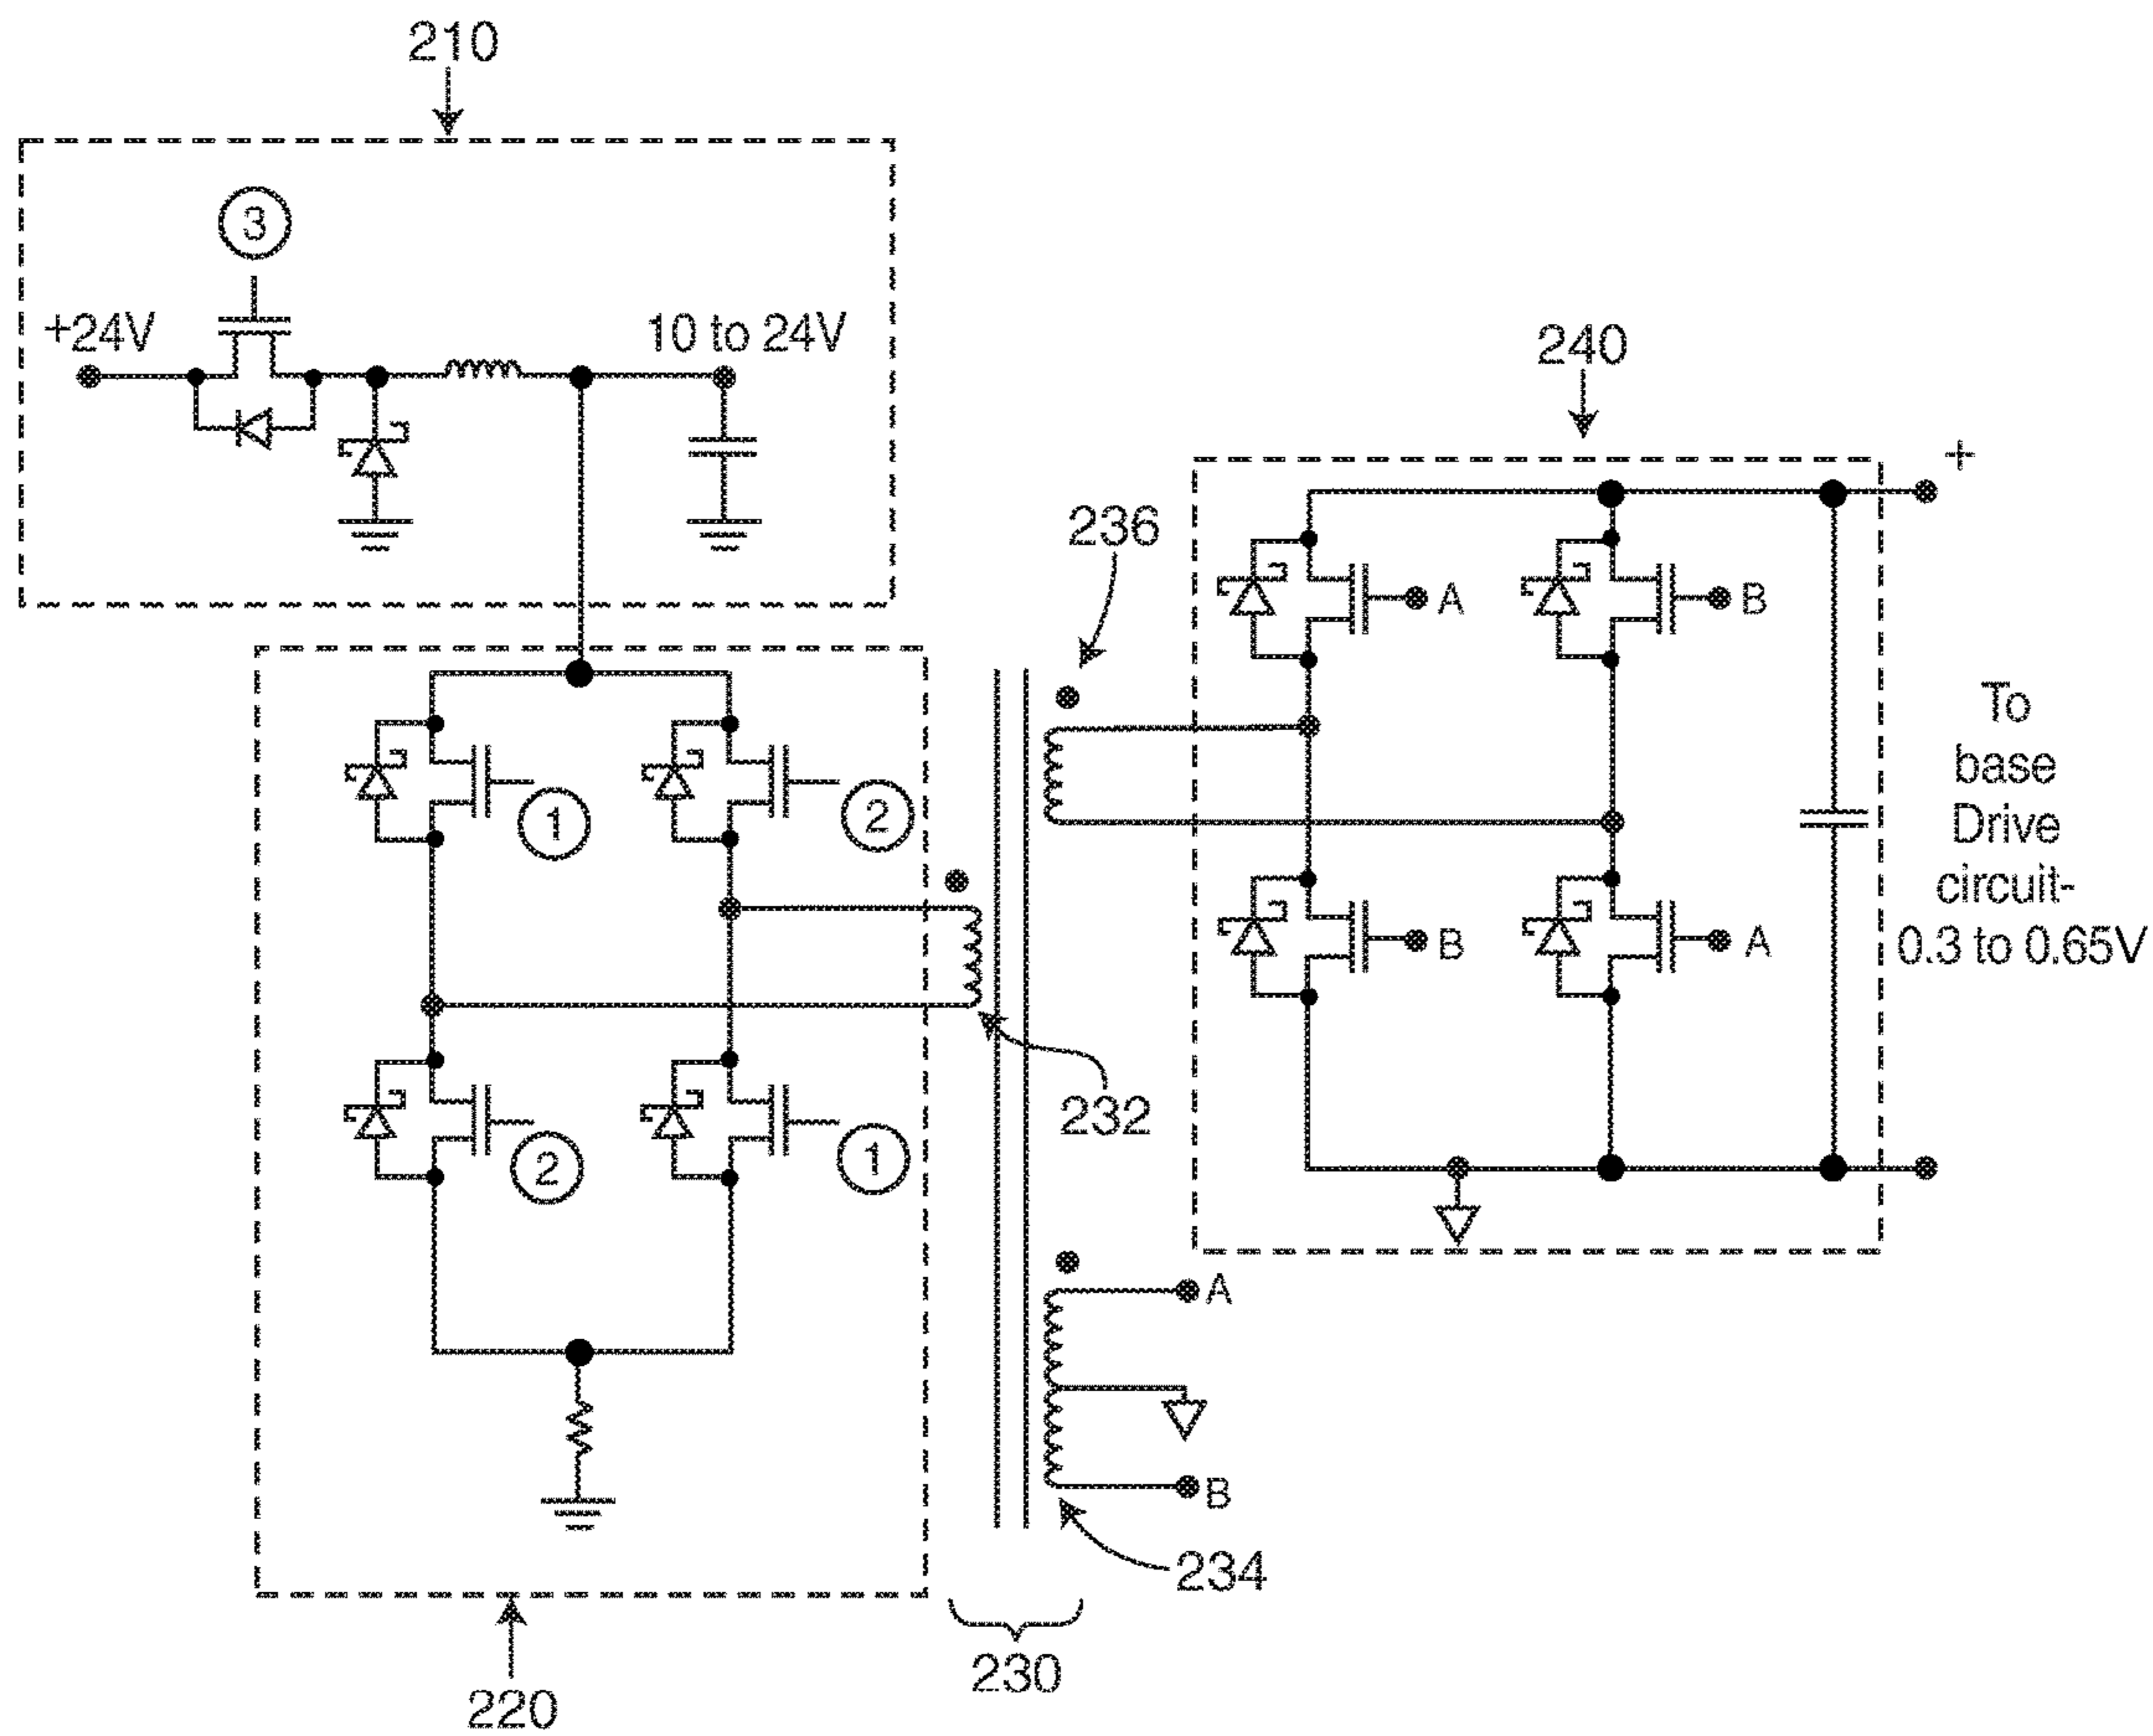 210
3
+24V
10 to 24V
240
+
236
A
B
To
base
Drive
circuit-
0.3 to 0.65V
1
2
B
A
232
2
1
A
B
234
230
220